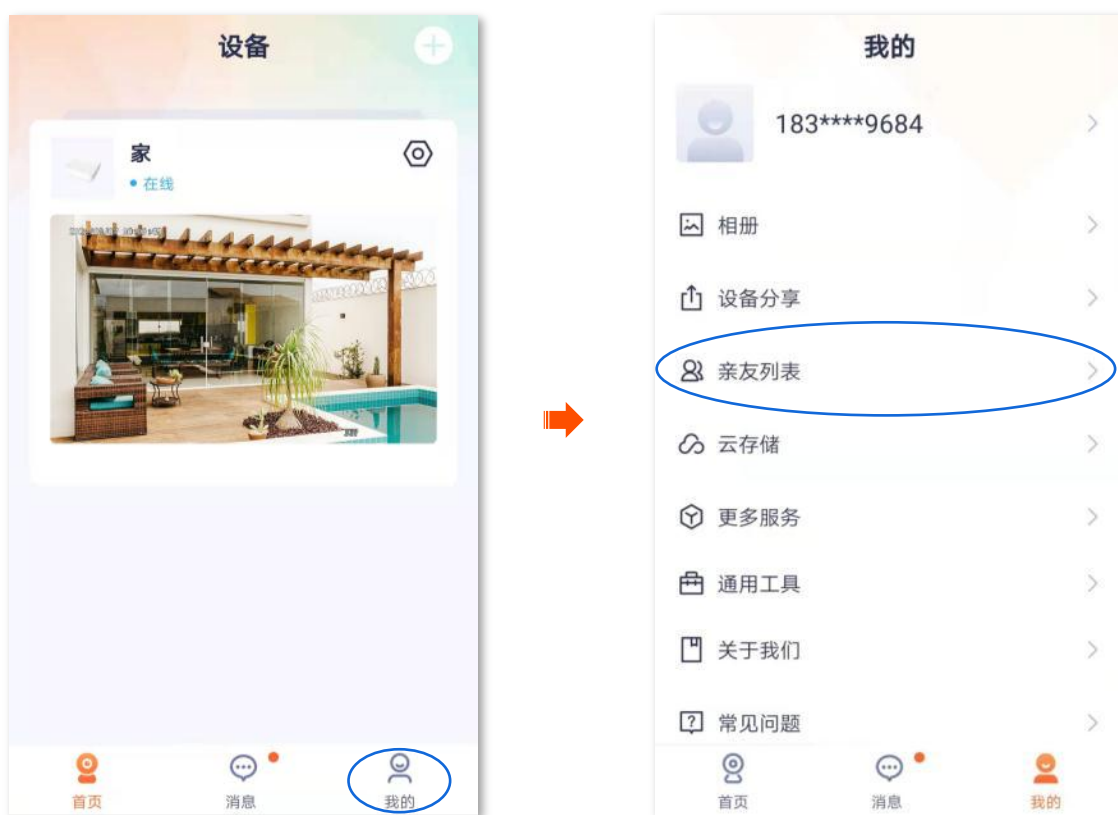 设备
家
在线
首页
消息
我的
我的
183****9684
相册
设备分享
亲友列表
云存储
更多服务
通用工具
关于我们
常见问题
首页
消息
我的